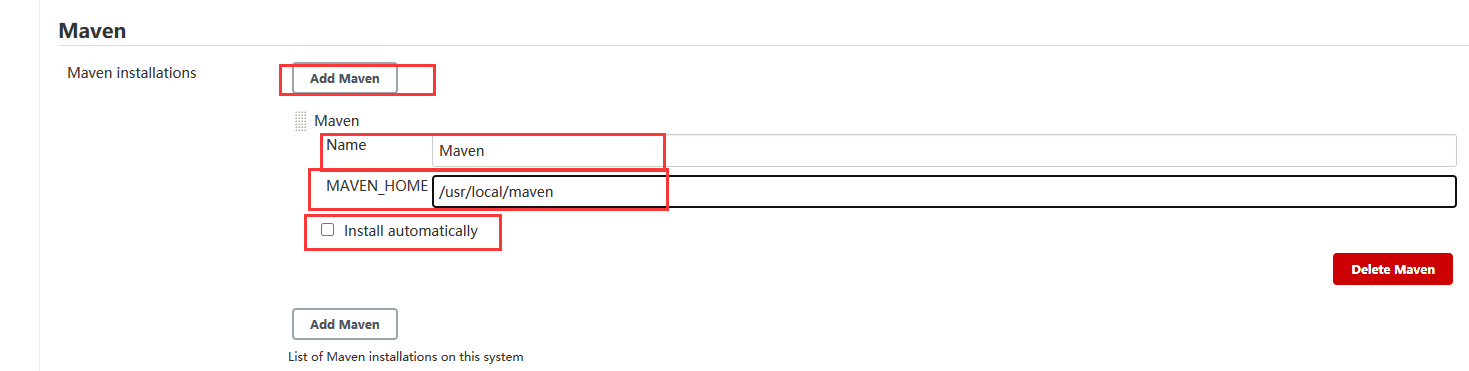 Maven
Maven installations
Add Maven
Maven
Name
Maven
MAVEN_HOME
/usr/local/maven
Install automatically
Delete Maven
Add Maven
List of Maven installations on this system